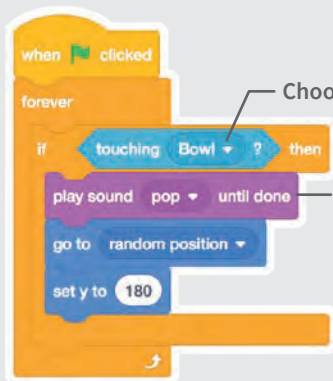 when clicked
forever
Choo
if touching Bowl ? then
play sound pop until done
go to random position
set y to 180